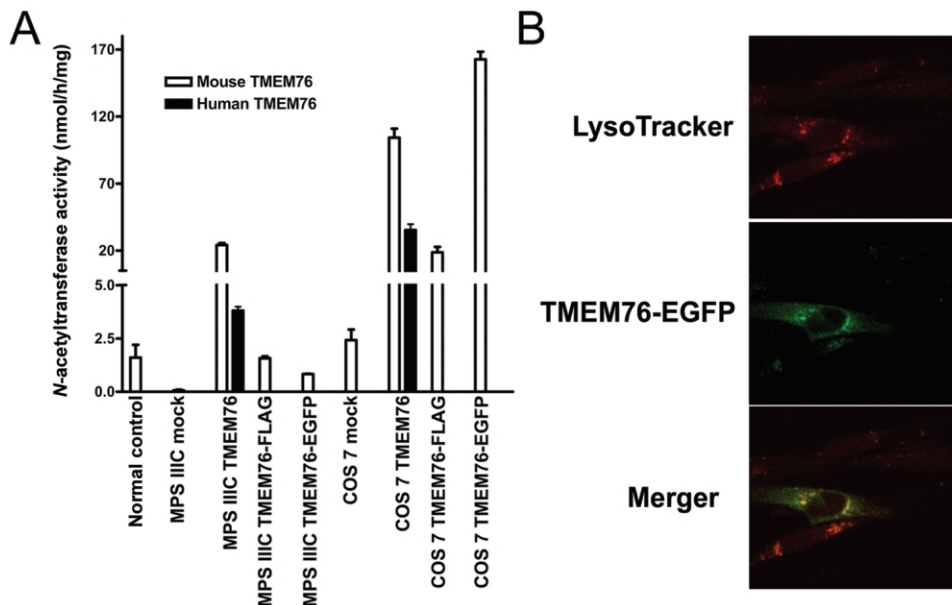 A
N-acetyltransferase activity (nmol/h/mg)
170
120
70
20
5.0
2.5
0.0
Mouse TMEM76
Human TMEM76
Normal control
MPS IIIC mock
MPS IIIC TMEM76
MPS IIIC TMEM76-FLAG
MPS IIIC TMEM76-EGFP
COS 7 mock
COS 7 TMEM76
COS 7 TMEM76-FLAG
COS 7 TMEM76-EGFP
B
LysoTracker
TMEM76-EGFP
Merger